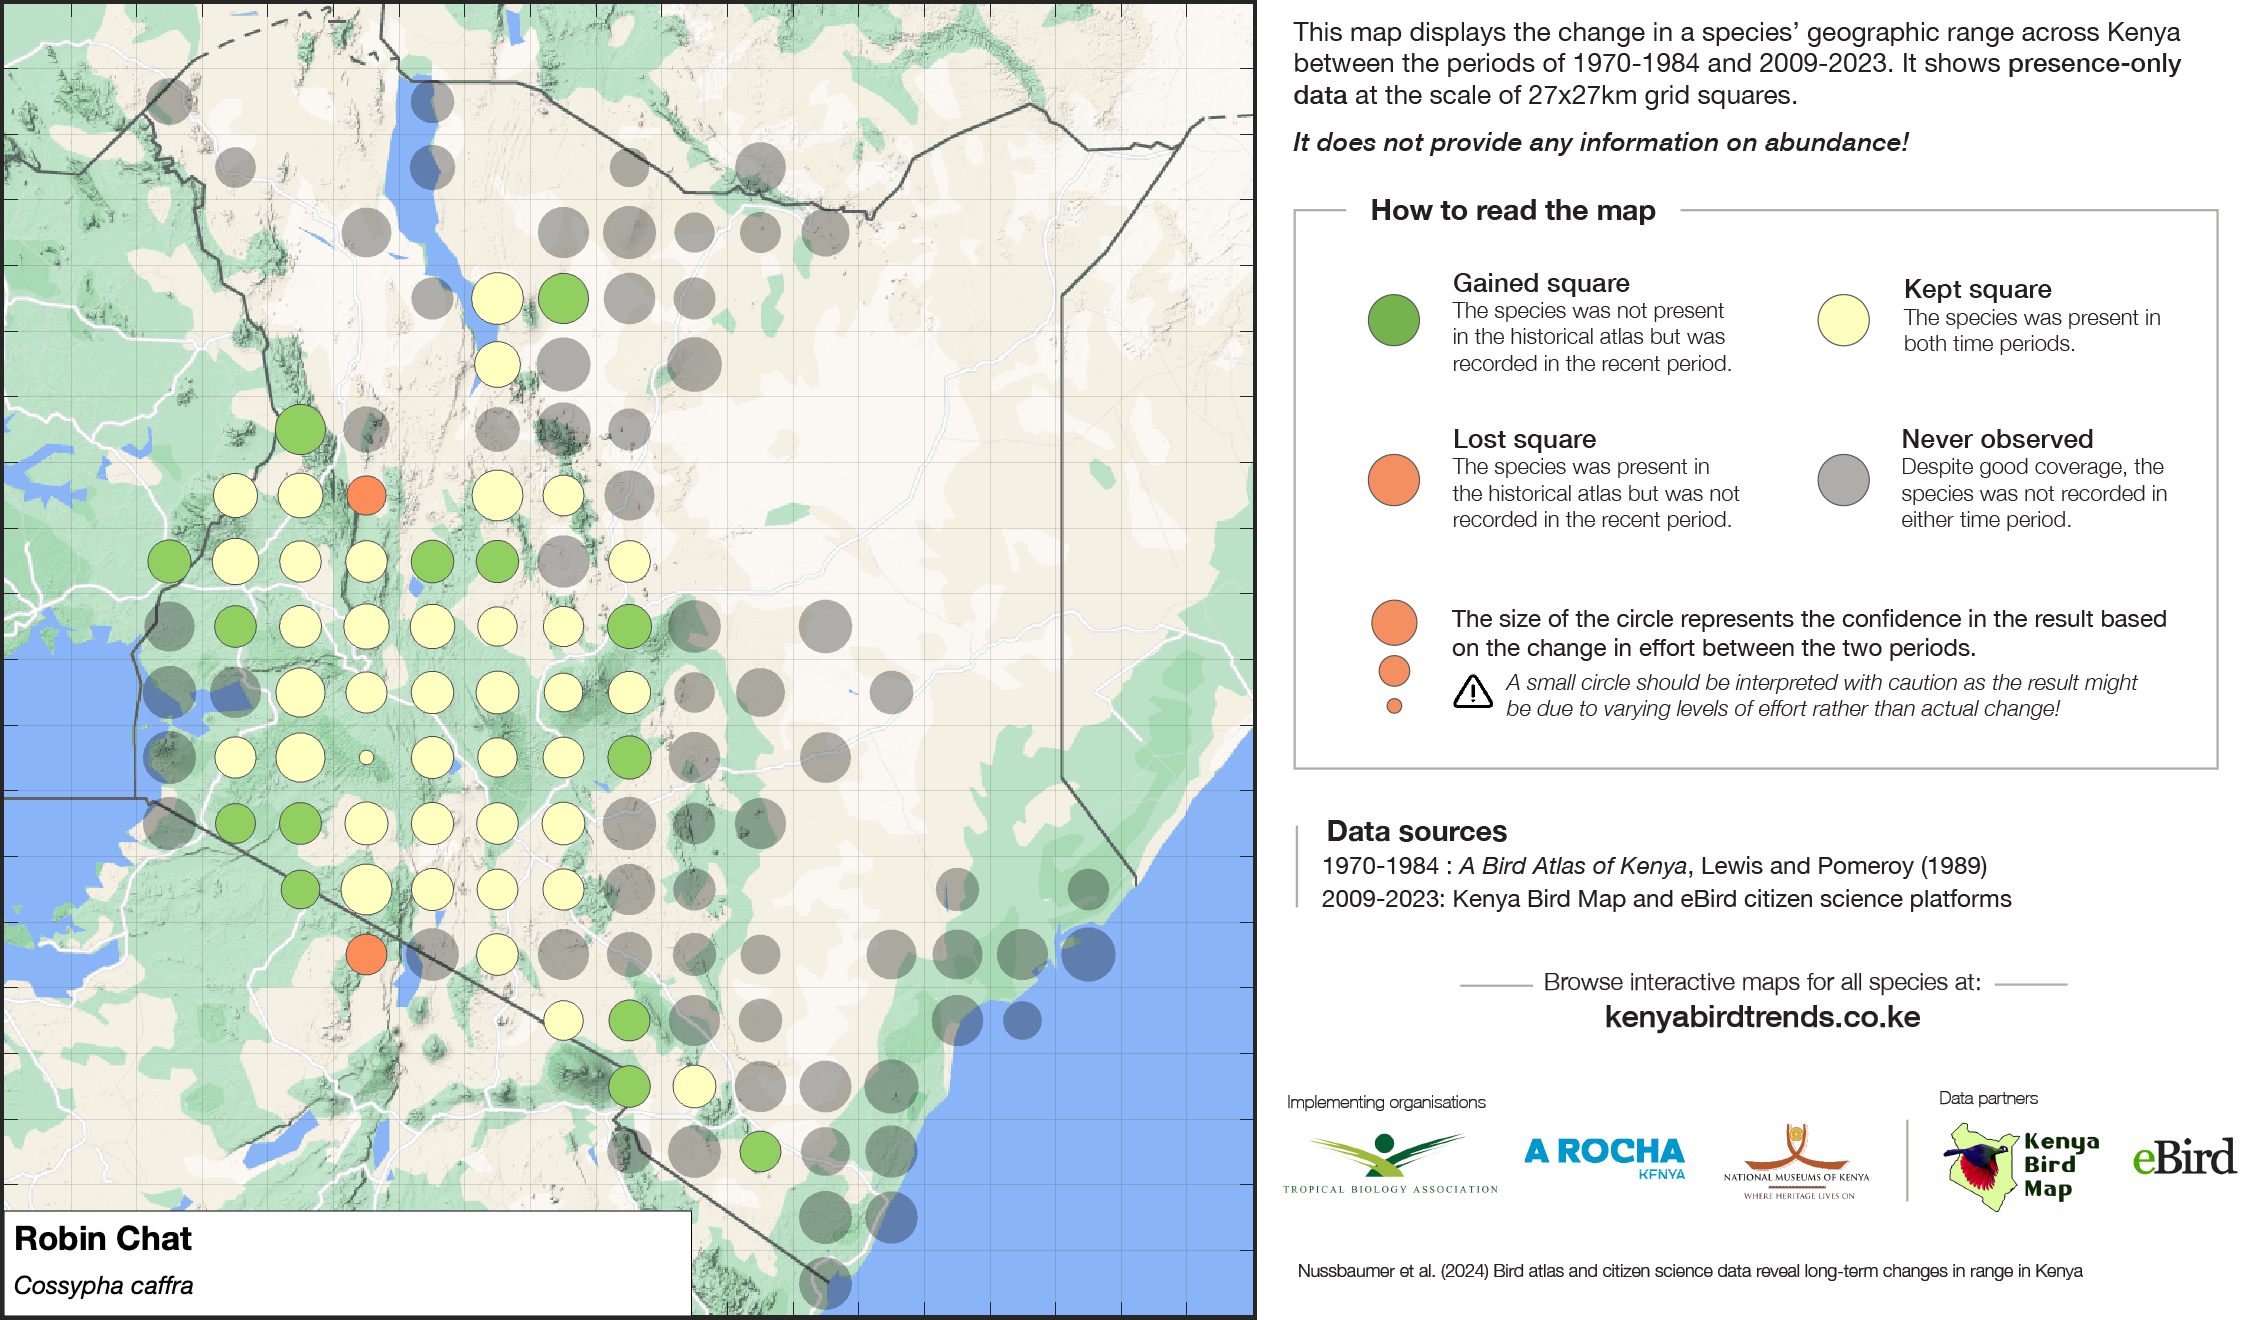 This map displays the change in a species’ geographic range across Kenya
between the periods of 1970-1984 and 2009-2023. It shows presence-only
data at the scale of 27x27km grid squares.
It does not provide any information on abundance!
How to read the map
Gained square
The species was not present
in the historical atlas but was
recorded in the recent period.
Kept square
The species was present in
both time periods.
Lost square
The species was present in
the historical atlas but was not
recorded in the recent period.
Never observed
Despite good coverage, the
species was not recorded in
either time period.
The size of the circle represents the confidence in the result based
on the change in effort between the two periods.
A small circle should be interpreted with caution as the result might
be due to varying levels of effort rather than actual change!
Data sources
1970-1984 : A Bird Atlas of Kenya, Lewis and Pomeroy (1989)
2009-2023: Kenya Bird Map and eBird citizen science platforms
Browse interactive maps for all species at:
kenyabirdtrends.co.ke
Implementing organisations
Data partners
TROPICAL BIOLOGY ASSOCIATION
A ROCHA
KENYA
NATIONAL MUSEUMS OF KENYA
WHERE HERITAGE LIVES ON
Kenya
Bird
Map
eBird
Nussbaumer et al. (2024) Bird atlas and citizen science data reveal long-term changes in range in Kenya
Robin Chat
Cossypha caffra